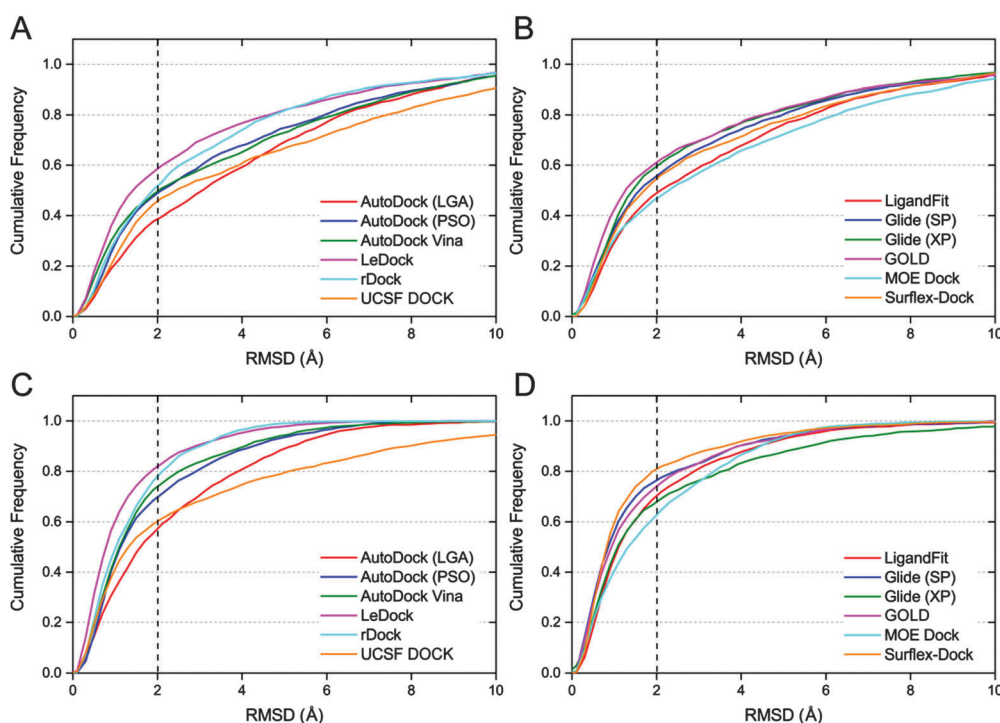 A
Cumulative Frequency
1.0
0.8
0.6
0.4
0.2
0.0
AutoDock (LGA)
AutoDock (PSO)
AutoDock Vina
LeDock
rDock
UCSF DOCK
0 2 4 6 8 10
RMSD (Å)
B
Cumulative Frequency
1.0
0.8
0.6
0.4
0.2
0.0
LigandFit
Glide (SP)
Glide (XP)
GOLD
MOE Dock
Surflex-Dock
0 2 4 6 8 10
RMSD (Å)
C
Cumulative Frequency
1.0
0.8
0.6
0.4
0.2
0.0
AutoDock (LGA)
AutoDock (PSO)
AutoDock Vina
LeDock
rDock
UCSF DOCK
0 2 4 6 8 10
RMSD (Å)
D
Cumulative Frequency
1.0
0.8
0.6
0.4
0.2
0.0
LigandFit
Glide (SP)
Glide (XP)
GOLD
MOE Dock
Surflex-Dock
0 2 4 6 8 10
RMSD (Å)